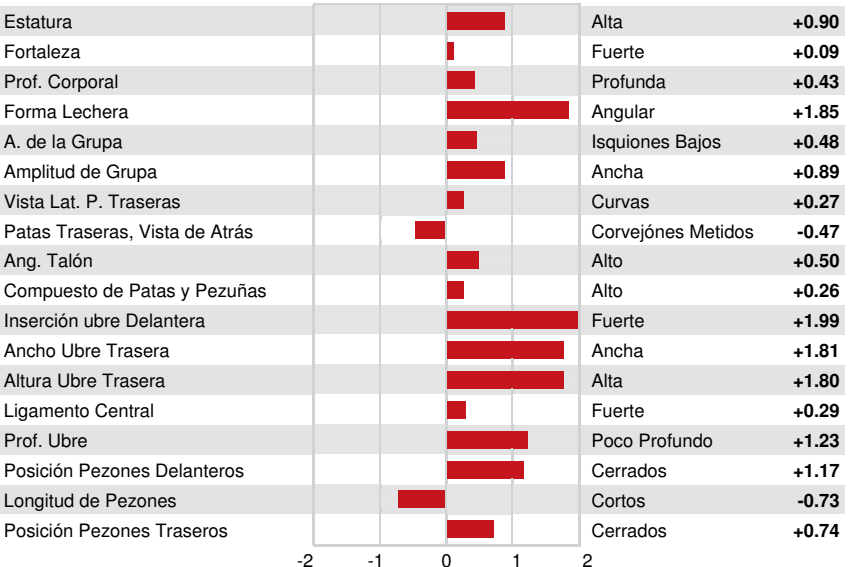 Estatura Alta +0.90
Fortaleza Fuerte +0.09
Prof. Corporal Profunda +0.43
Forma Lechera Angular +1.85
A. de la Grupa Isquiones Bajos +0.48
Amplitud de Grupa Ancha +0.89
Vista Lat. P. Traseras Curvas +0.27
Patas Traseras, Vista de Atrás Corvejónes Metidos -0.47
Ang. Talón Alto +0.50
Compuesto de Patas y Pezuñas Alto +0.26
Inserción ubre Delantera Fuerte +1.99
Ancho Ubre Trasera Ancha +1.81
Altura Ubre Trasera Alta +1.80
Ligamento Central Fuerte +0.29
Prof. Ubre Poco Profundo +1.23
Posición Pezones Delanteros Cerrados +1.17
Longitud de Pezones Cortos -0.73
Posición Pezones Traseros Cerrados +0.74
-2 -1 0 1 2